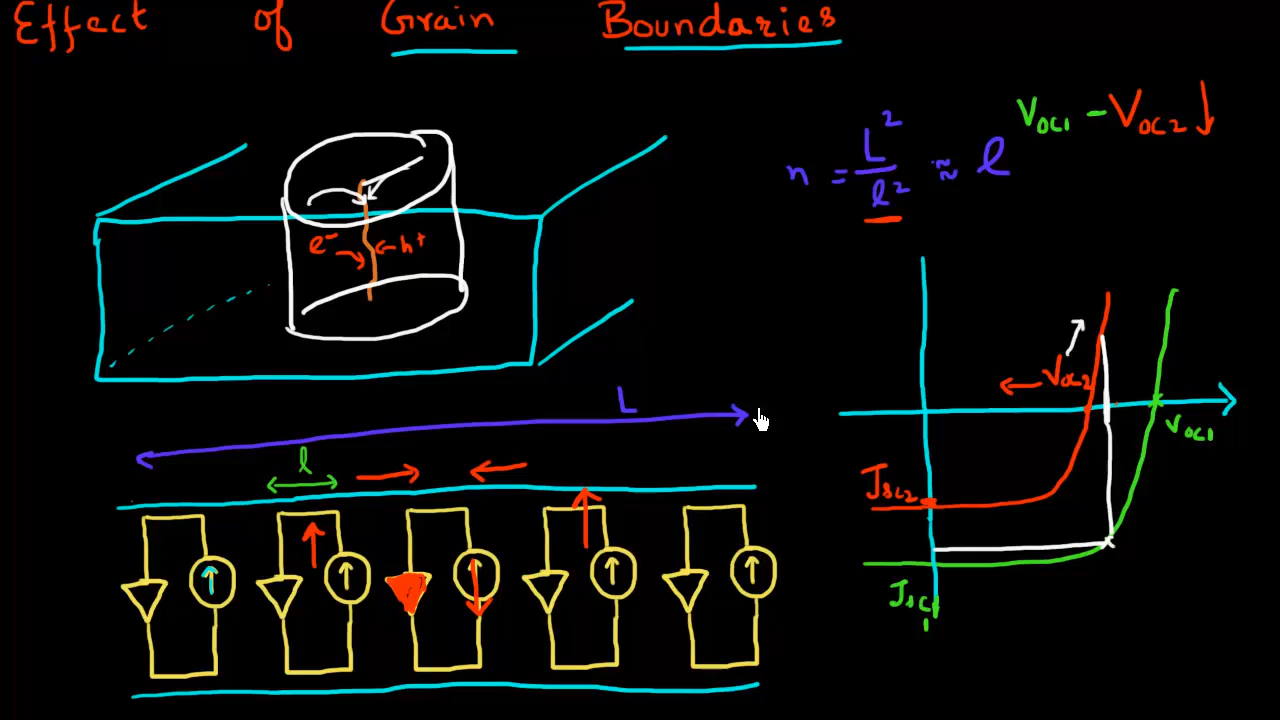 Effect of Grain Boundaries
n = L²/l² ≈ l
VOC1 - VOC2 ↓
e⁻ → ← h⁺
L
l
← VOC2
VOC1
JSC2
JSC1